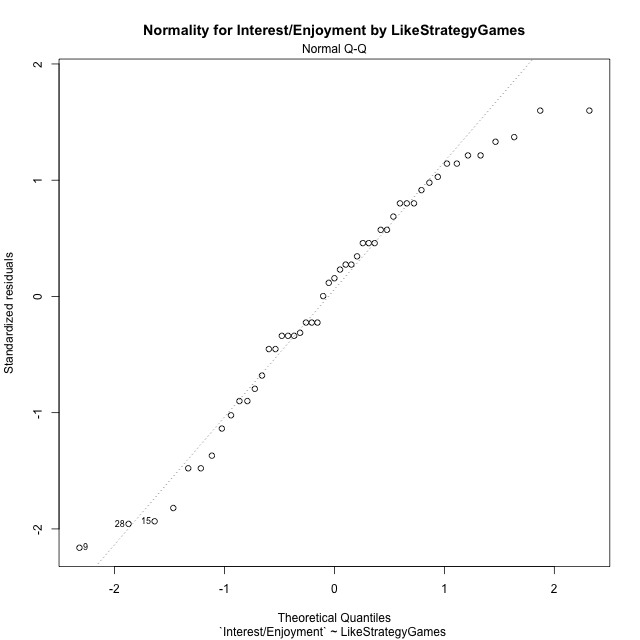 Normality for Interest/Enjoyment by LikeStrategyGames
Normal Q-Q
2
1
0
-1
-2
Standardized residuals
28
15
9
-2 -1 0 1 2
Theoretical Quantiles
`Interest/Enjoyment` ~ LikeStrategyGames